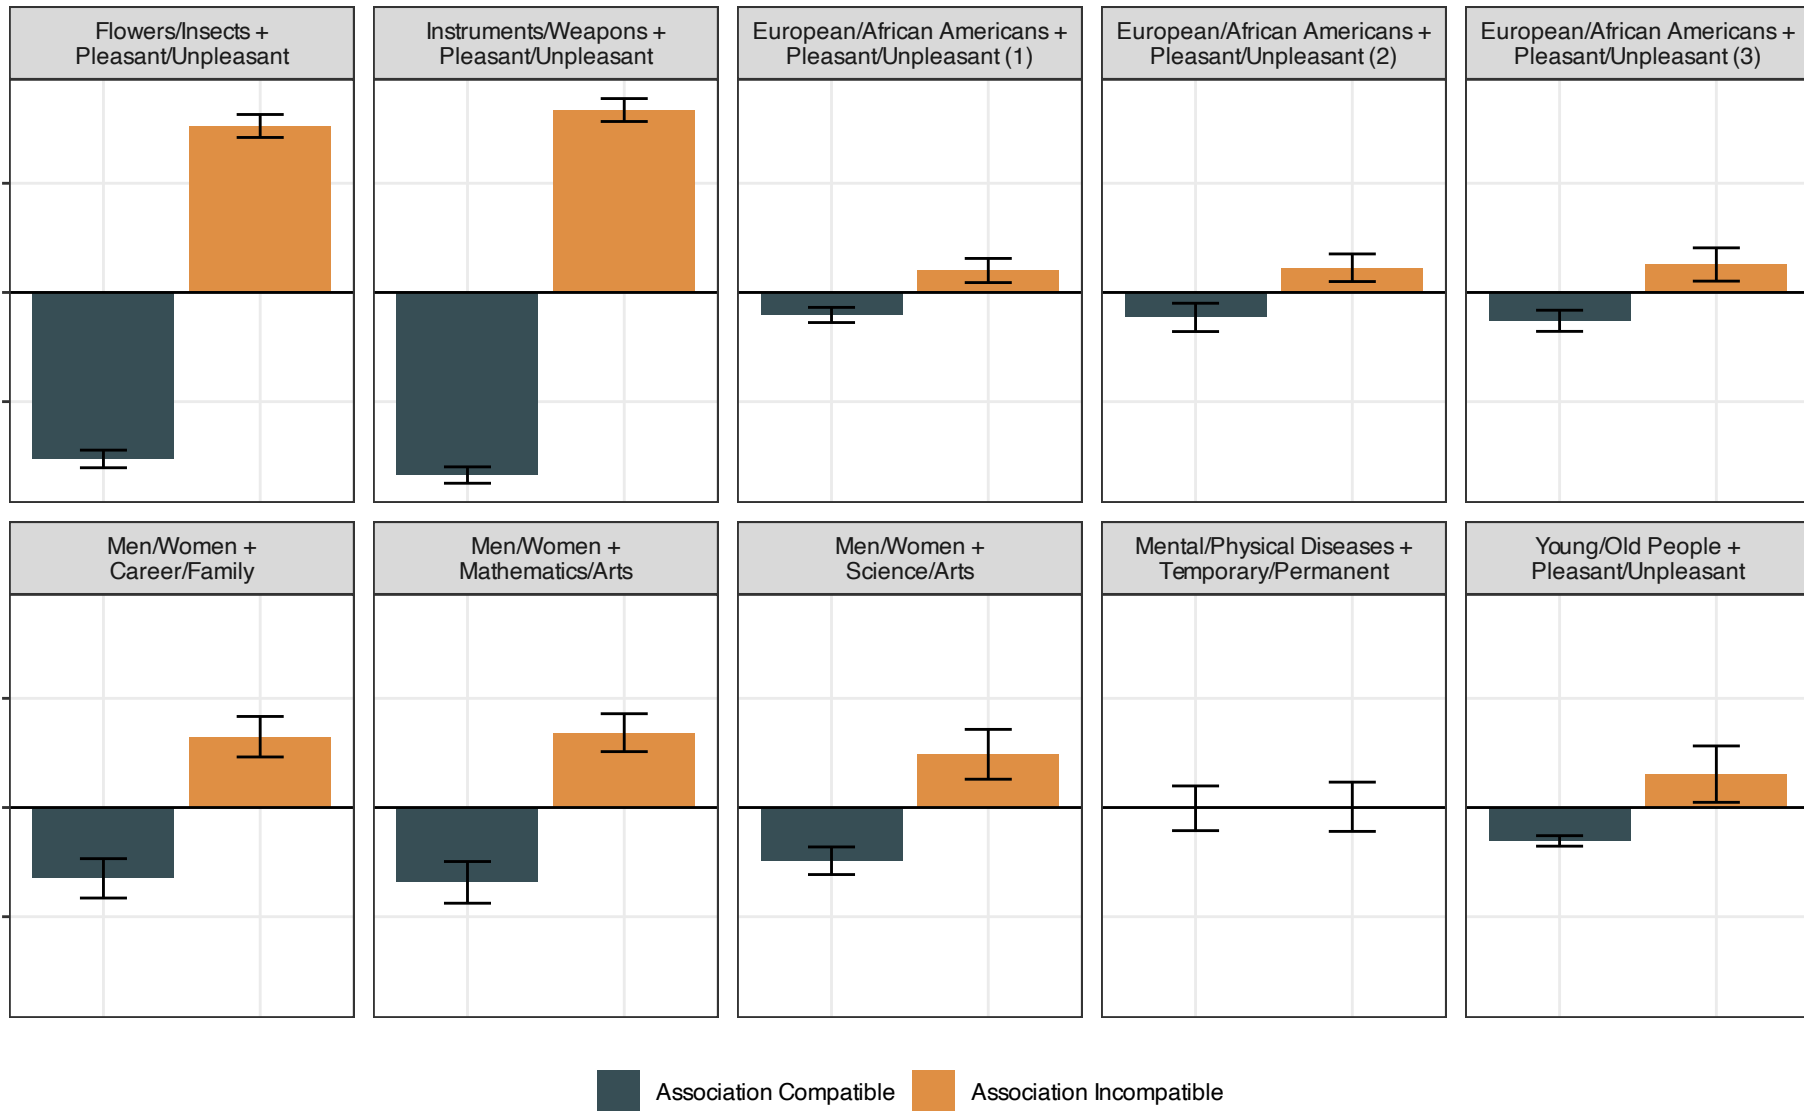 Flowers/Insects +
Pleasant/Unpleasant
Instruments/Weapons +
Pleasant/Unpleasant
European/African Americans +
Pleasant/Unpleasant (1)
European/African Americans +
Pleasant/Unpleasant (2)
European/African Americans +
Pleasant/Unpleasant (3)
Men/Women +
Career/Family
Men/Women +
Mathematics/Arts
Men/Women +
Science/Arts
Mental/Physical Diseases +
Temporary/Permanent
Young/Old People +
Pleasant/Unpleasant
Association Compatible
Association Incompatible